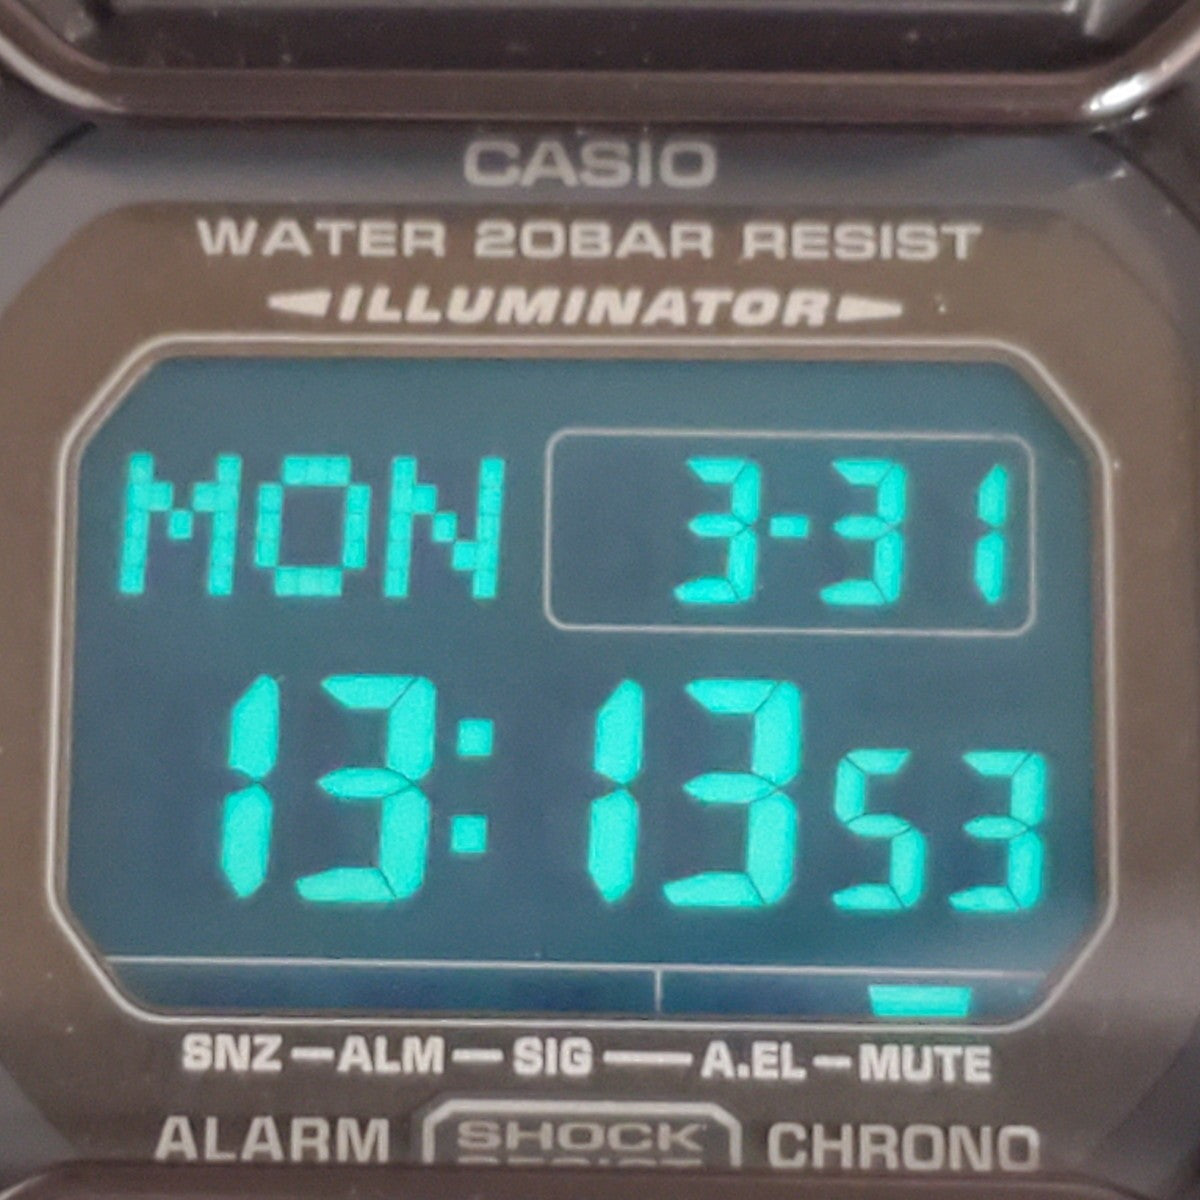 CASIO
WATER 20BAR RESIST
ILLUMINATOR
MON 3-31
13:13 53
SNZ—ALM—SIG—A.EL—MUTE
ALARM SHOCK CHRONO
RESIST